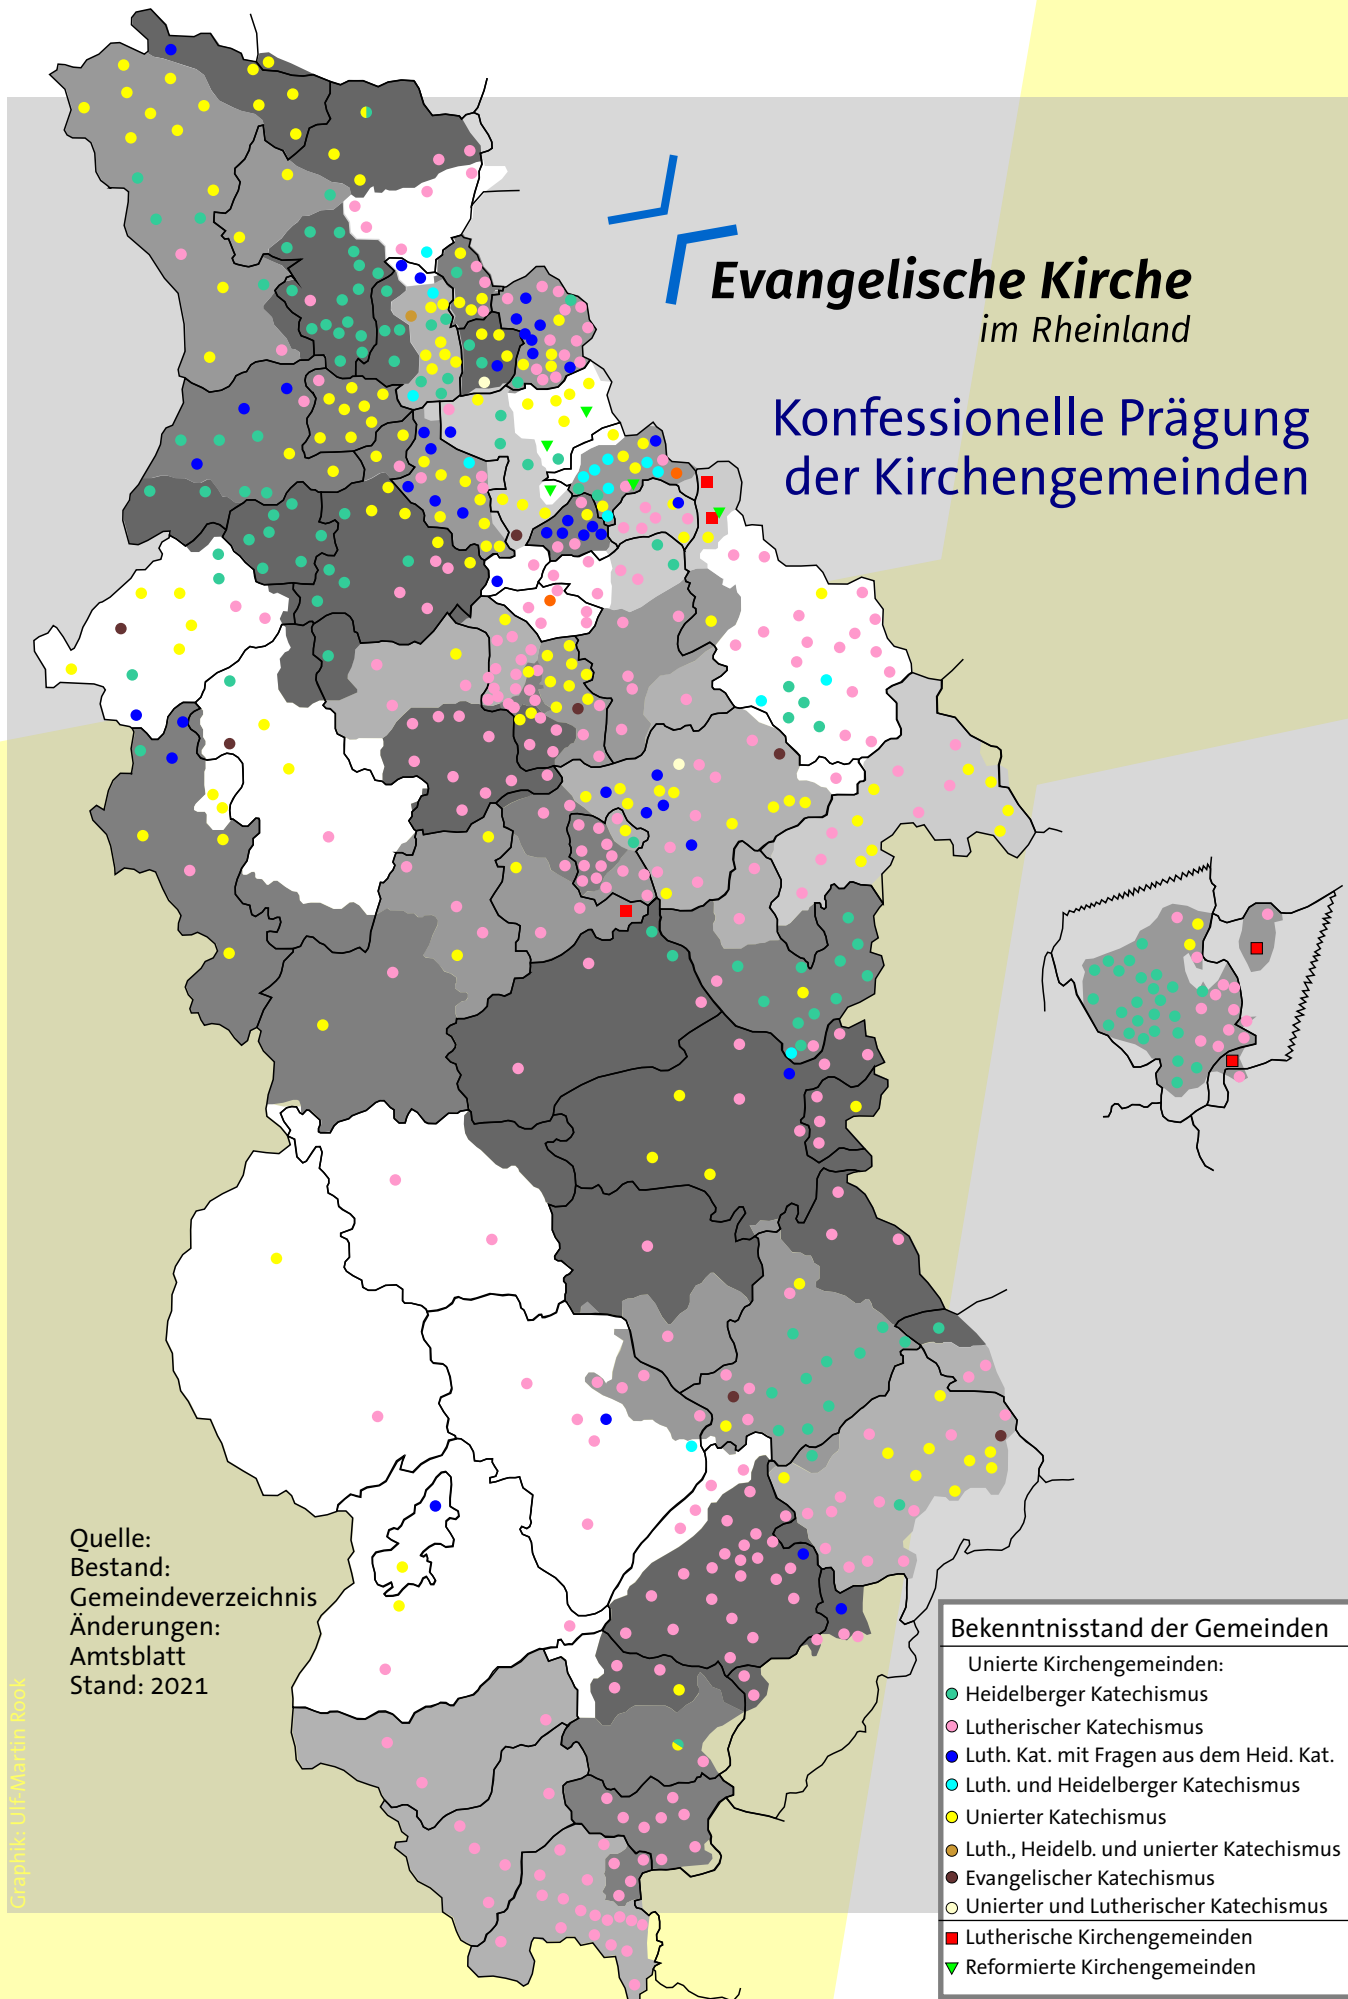 Evangelische Kirche
im Rheinland
Konfessionelle Prägung
der Kirchengemeinden
Quelle:
Bestand:
Gemeindeverzeichnis
Änderungen:
Amtsblatt
Stand: 2021
Graphik: Ulf-Martin Rook
Bekenntnisstand der Gemeinden
Unierte Kirchengemeinden:
Heidelberger Katechismus
Lutherischer Katechismus
Luth. Kat. mit Fragen aus dem Heid. Kat.
Luth. und Heidelberger Katechismus
Unierter Katechismus
Luth., Heidelb. und unierter Katechismus
Evangelischer Katechismus
Unierter und Lutherischer Katechismus
Lutherische Kirchengemeinden
Reformierte Kirchengemeinden